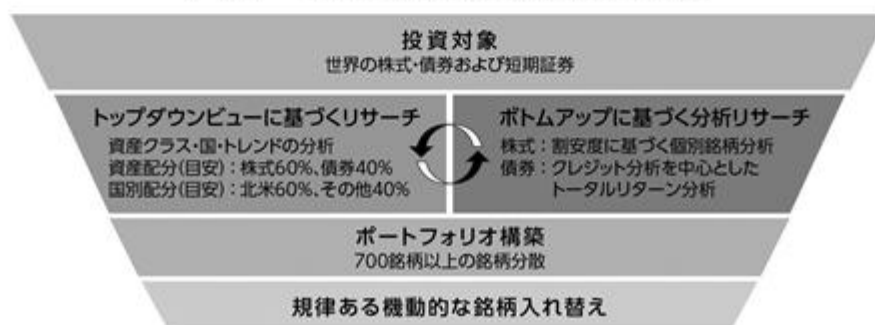 投資対象
世界の株式・債券および短期証券
トップダウンビューに基づくリサーチ
資産クラス・国・トレンドの分析
資産配分(目安):株式60%、債券40%
国別配分(目安):北米60%、その他40%
ボトムアップに基づく分析リサーチ
株式:割安度に基づく個別銘柄分析
債券:クレジット分析を中心とした
トータルリターン分析
ポートフォリオ構築
700銘柄以上の銘柄分散
規律ある機動的な銘柄入れ替え